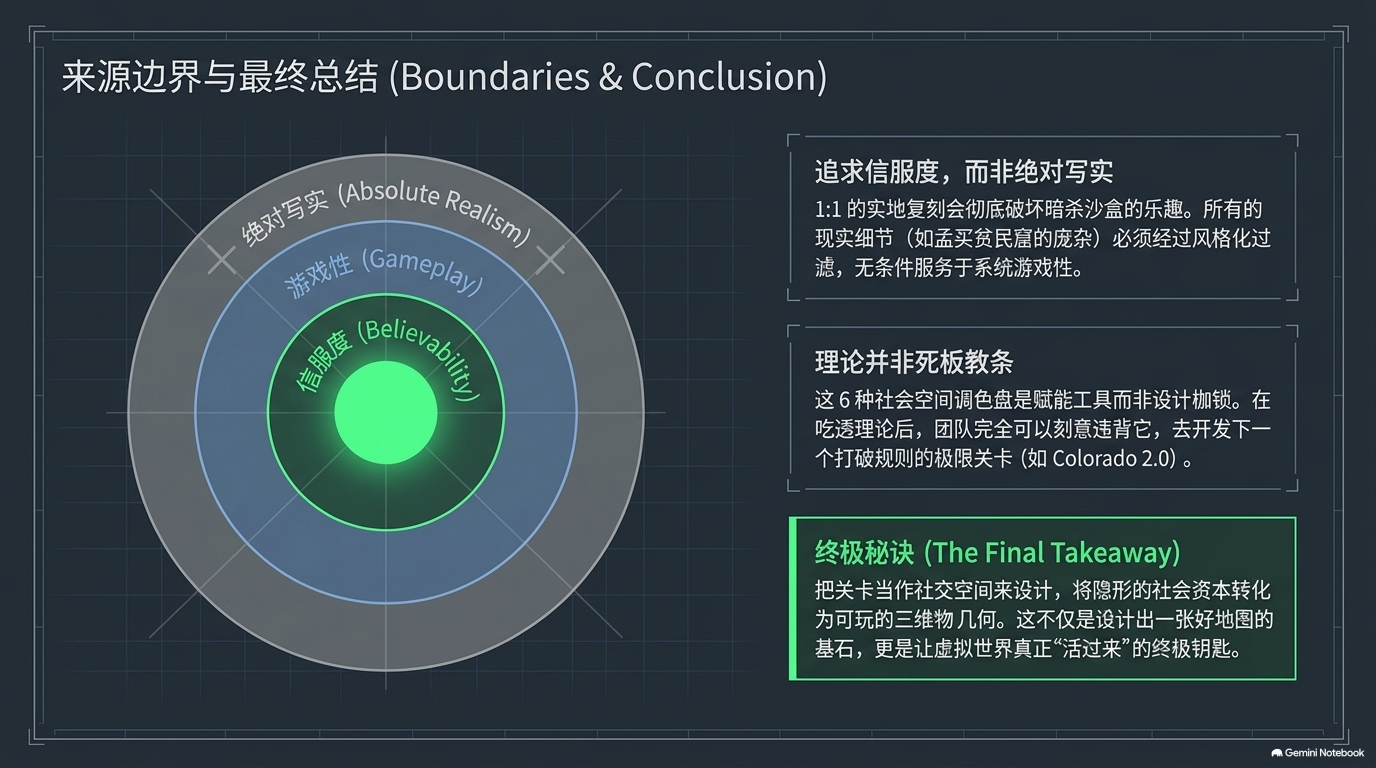 来源边界与最终总结 (Boundaries & Conclusion)
绝对写实 (Absolute Realism)
游戏性 (Gameplay)
信服度 (Believability)
追求信服度，而非绝对写实
1:1 的实地复刻会彻底破坏暗杀沙盒的乐趣。所有的
现实细节（如孟买贫民窟的庞杂）必须经过风格化过
滤，无条件服务于系统游戏性。
理论并非死板教条
这 6 种社会空间调色盘是赋能工具而非设计枷锁。在
吃透理论后，团队完全可以刻意违背它，去开发下一
个打破规则的极限关卡 (如 Colorado 2.0) 。
终极秘诀 (The Final Takeaway)
把关卡当作社交空间来设计，将隐形的社会资本转化
为可玩的三维物几何。这不仅是设计出一张好地图的
基石，更是让虚拟世界真正“活过来”的终极钥匙。
Gemini Notebook